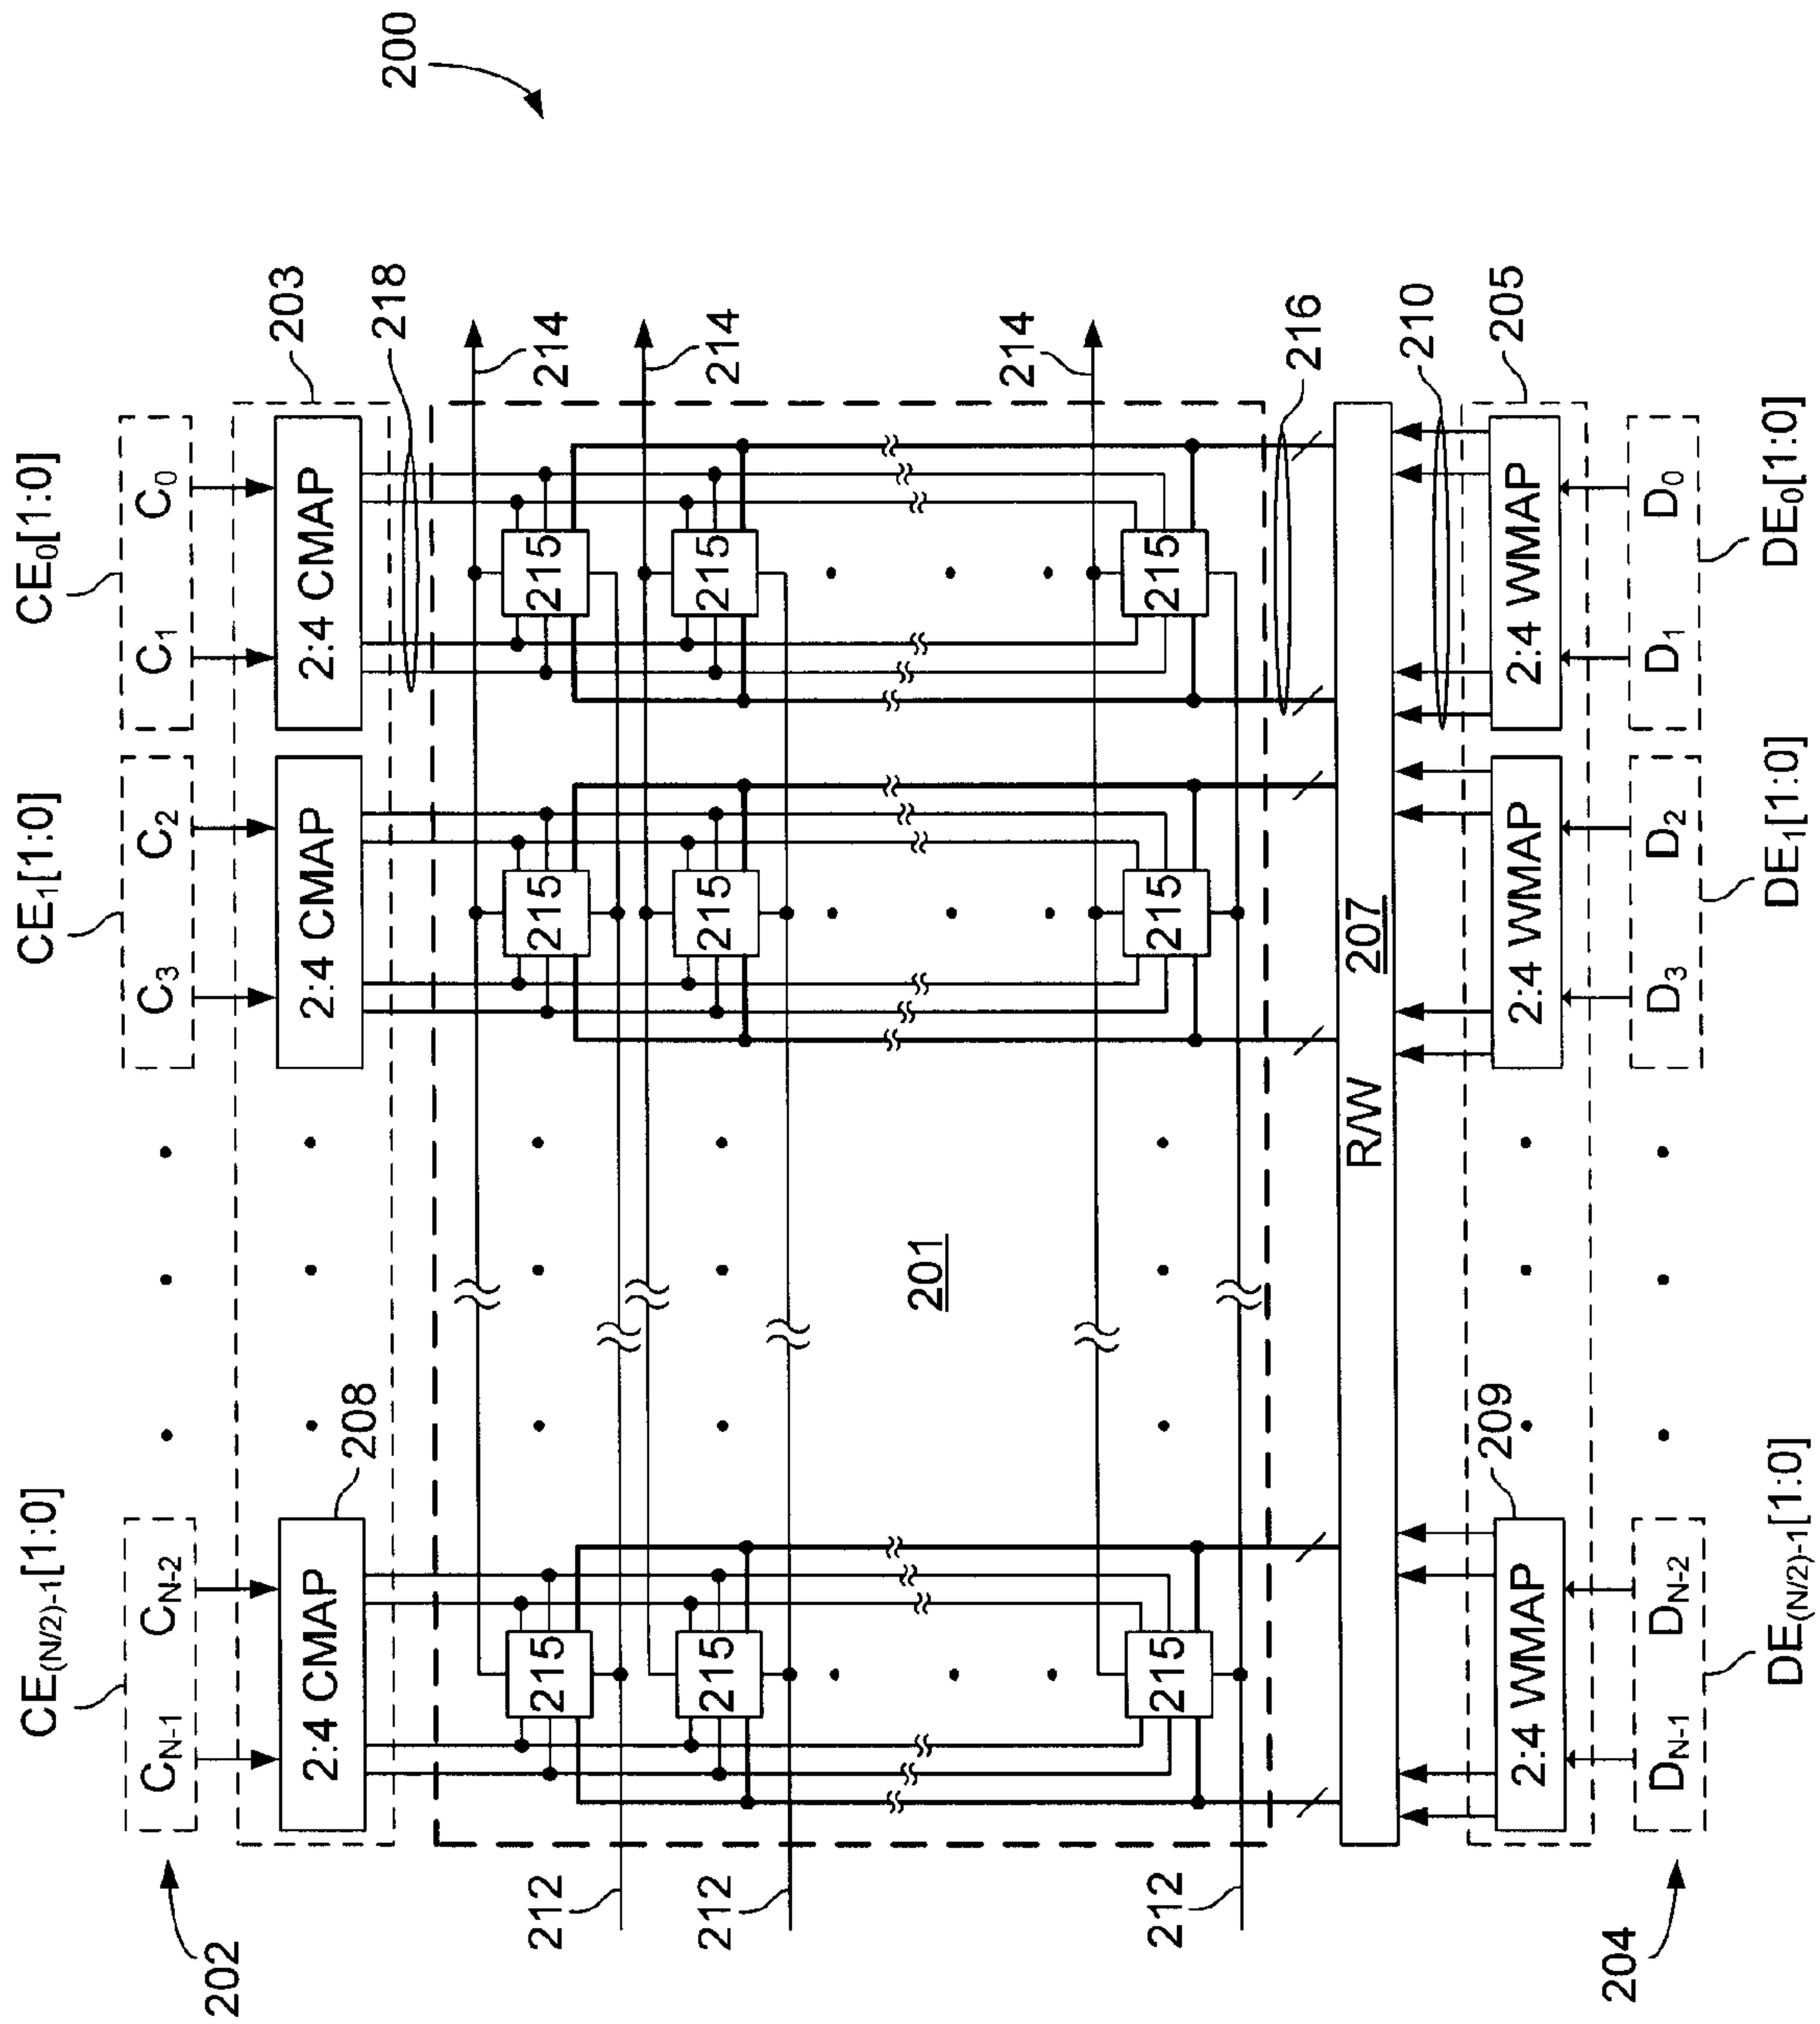 200
CE(N/2)-1[1:0] CE1[1:0] CE0[1:0]
202 CN-1 CN-2 C3 C2 C1 C0
203
208 2:4 CMAP 2:4 CMAP 2:4 CMAP
218
214
215 215 215
212
214
215 215 215
212
201
214
215 215 215
212
216
R/W 207
210
209 2:4 WMAP 2:4 WMAP 2:4 WMAP
205
204 DN-1 DN-2 D3 D2 D1 D0
DE(N/2)-1[1:0] DE1[1:0] DE0[1:0]